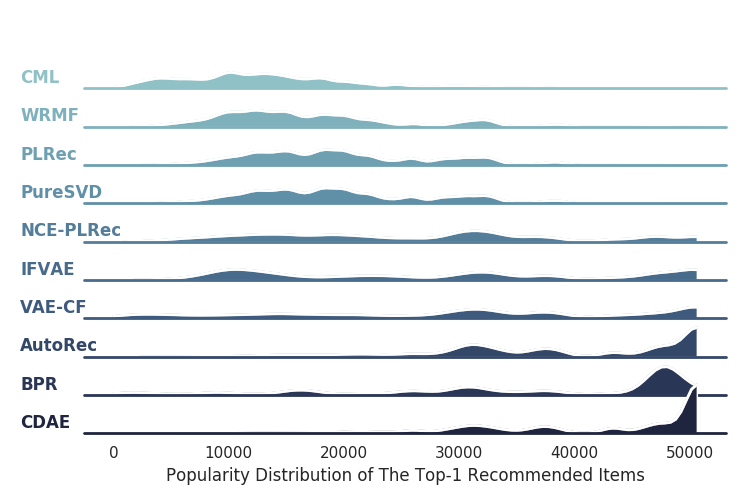 CML
WRMF
PLRec
PureSVD
NCE-PLRec
IFVAE
VAE-CF
AutoRec
BPR
CDAE
0 10000 20000 30000 40000 50000
Popularity Distribution of The Top-1 Recommended Items